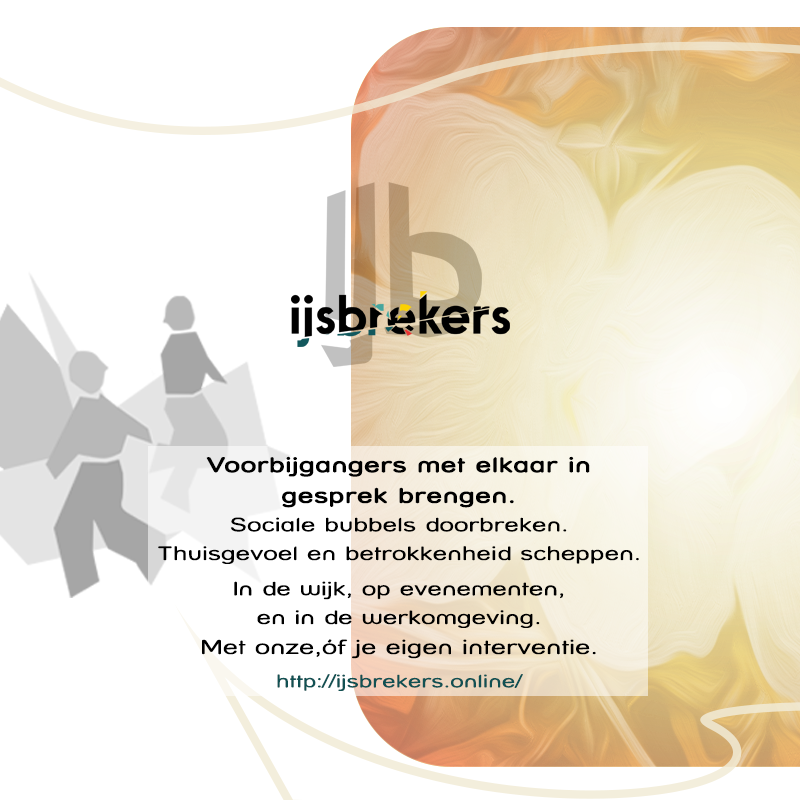 IJb
ijsbrekers
Voorbijgangers met elkaar in
gesprek brengen.
Sociale bubbels doorbreken.
Thuisgevoel en betrokkenheid scheppen.
In de wijk, op evenementen,
en in de werkomgeving.
Met onze,óf je eigen interventie.
http://ijsbrekers.online/